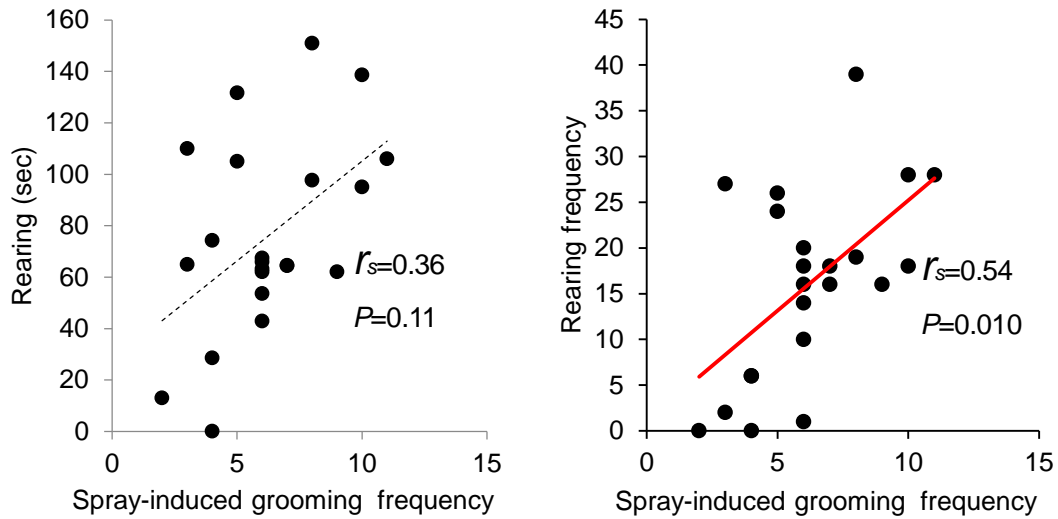 160
140
120
100
80
60
40
20
0
Rearing (sec)
rs=0.36
P=0.11
0 5 10 15
Spray-induced grooming frequency
45
40
35
30
25
20
15
10
5
0
Rearing frequency
rs=0.54
P=0.010
0 5 10 15
Spray-induced grooming frequency